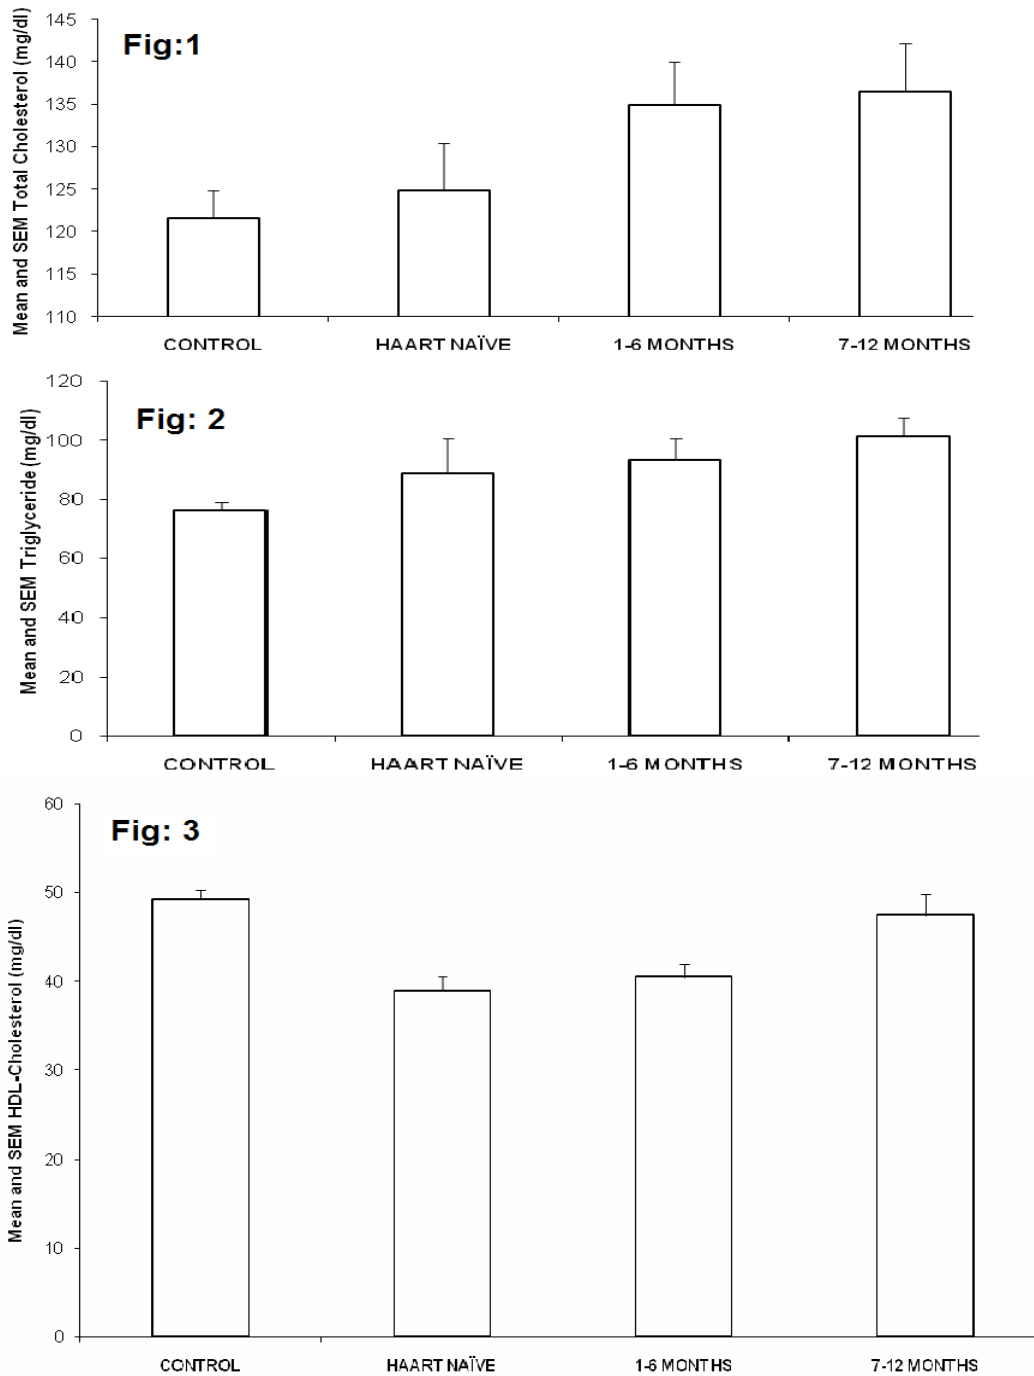 Fig:1
Mean and SEM Total Cholesterol (mg/dl)
145
140
135
130
125
120
115
110
CONTROL HAART NAÏVE 1-6 MONTHS 7-12 MONTHS
Fig: 2
Mean and SEM Triglyceride (mg/dl)
120
100
80
60
40
20
0
CONTROL HAART NAÏVE 1-6 MONTHS 7-12 MONTHS
Fig: 3
Mean and SEM HDL-Cholesterol (mg/dl)
60
50
40
30
20
10
0
CONTROL HAART NAÏVE 1-6 MONTHS 7-12 MONTHS